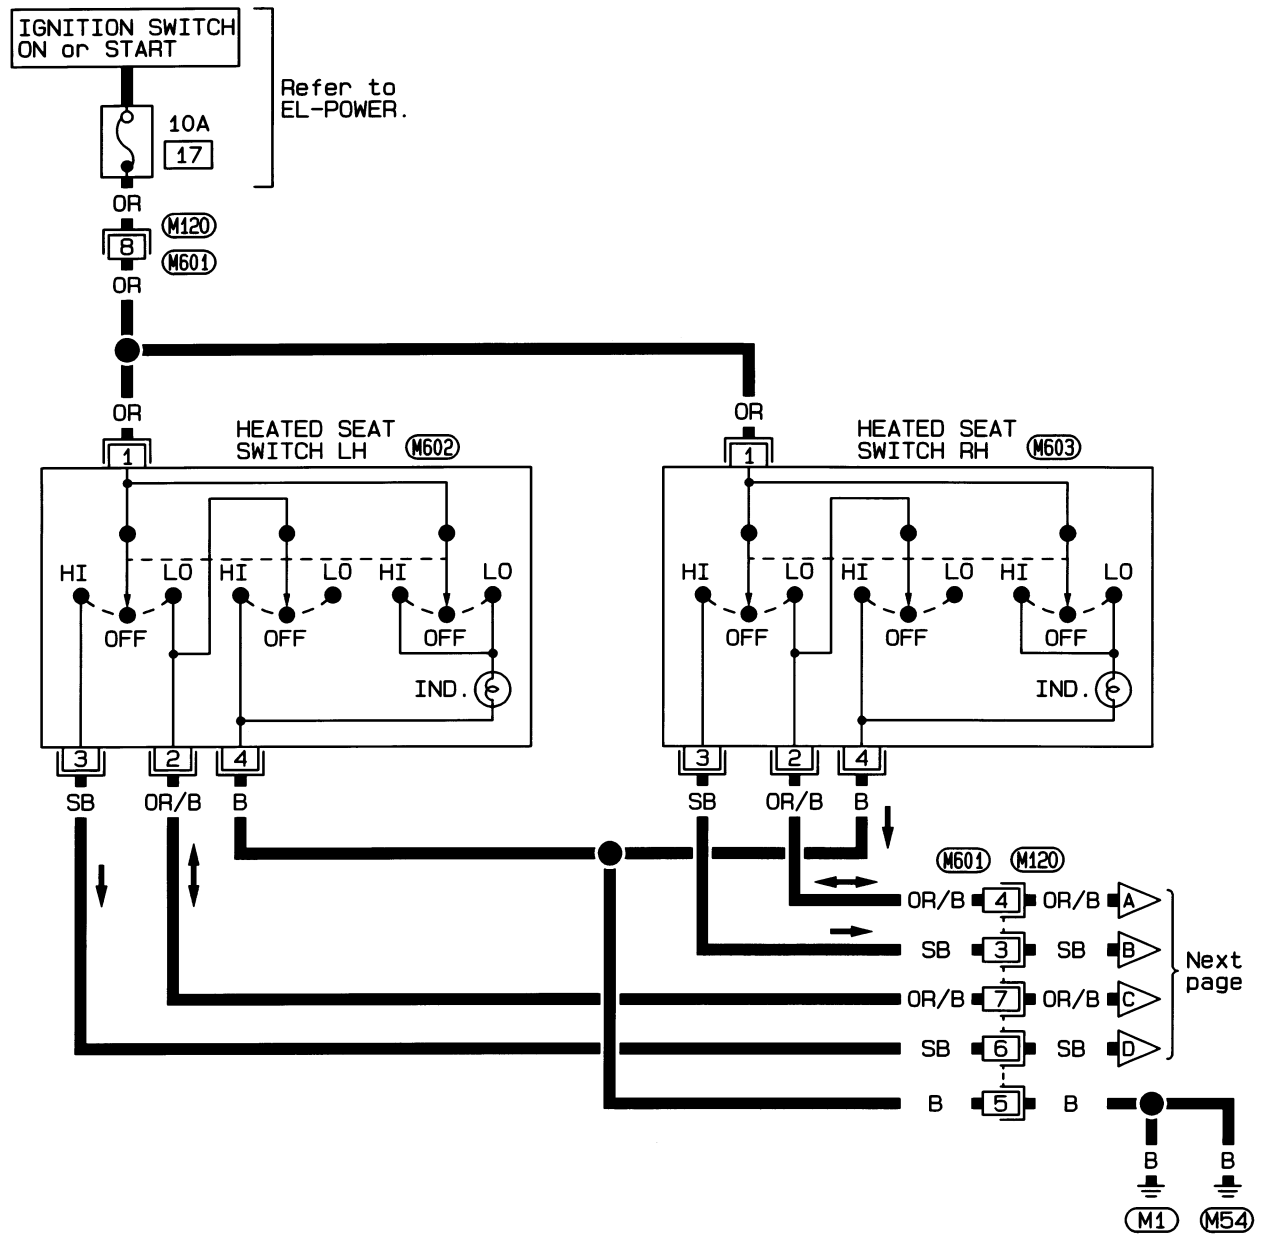 IGNITION SWITCH
ON or START
Refer to
EL-POWER.
10A
17
OR
M120
8
M601
OR
OR
OR
HEATED SEAT
SWITCH LH
M602
HEATED SEAT
SWITCH RH
M603
1
1
HI
LO
HI
LO
HI
LO
HI
LO
HI
LO
HI
LO
OFF
OFF
OFF
OFF
OFF
OFF
IND.
IND.
3
2
4
3
2
4
SB
OR/B
B
SB
OR/B
B
M601
M120
OR/B
4
OR/B
A
SB
3
SB
B
Next
page
OR/B
7
OR/B
C
SB
6
SB
D
B
5
B
B
B
M1
M54